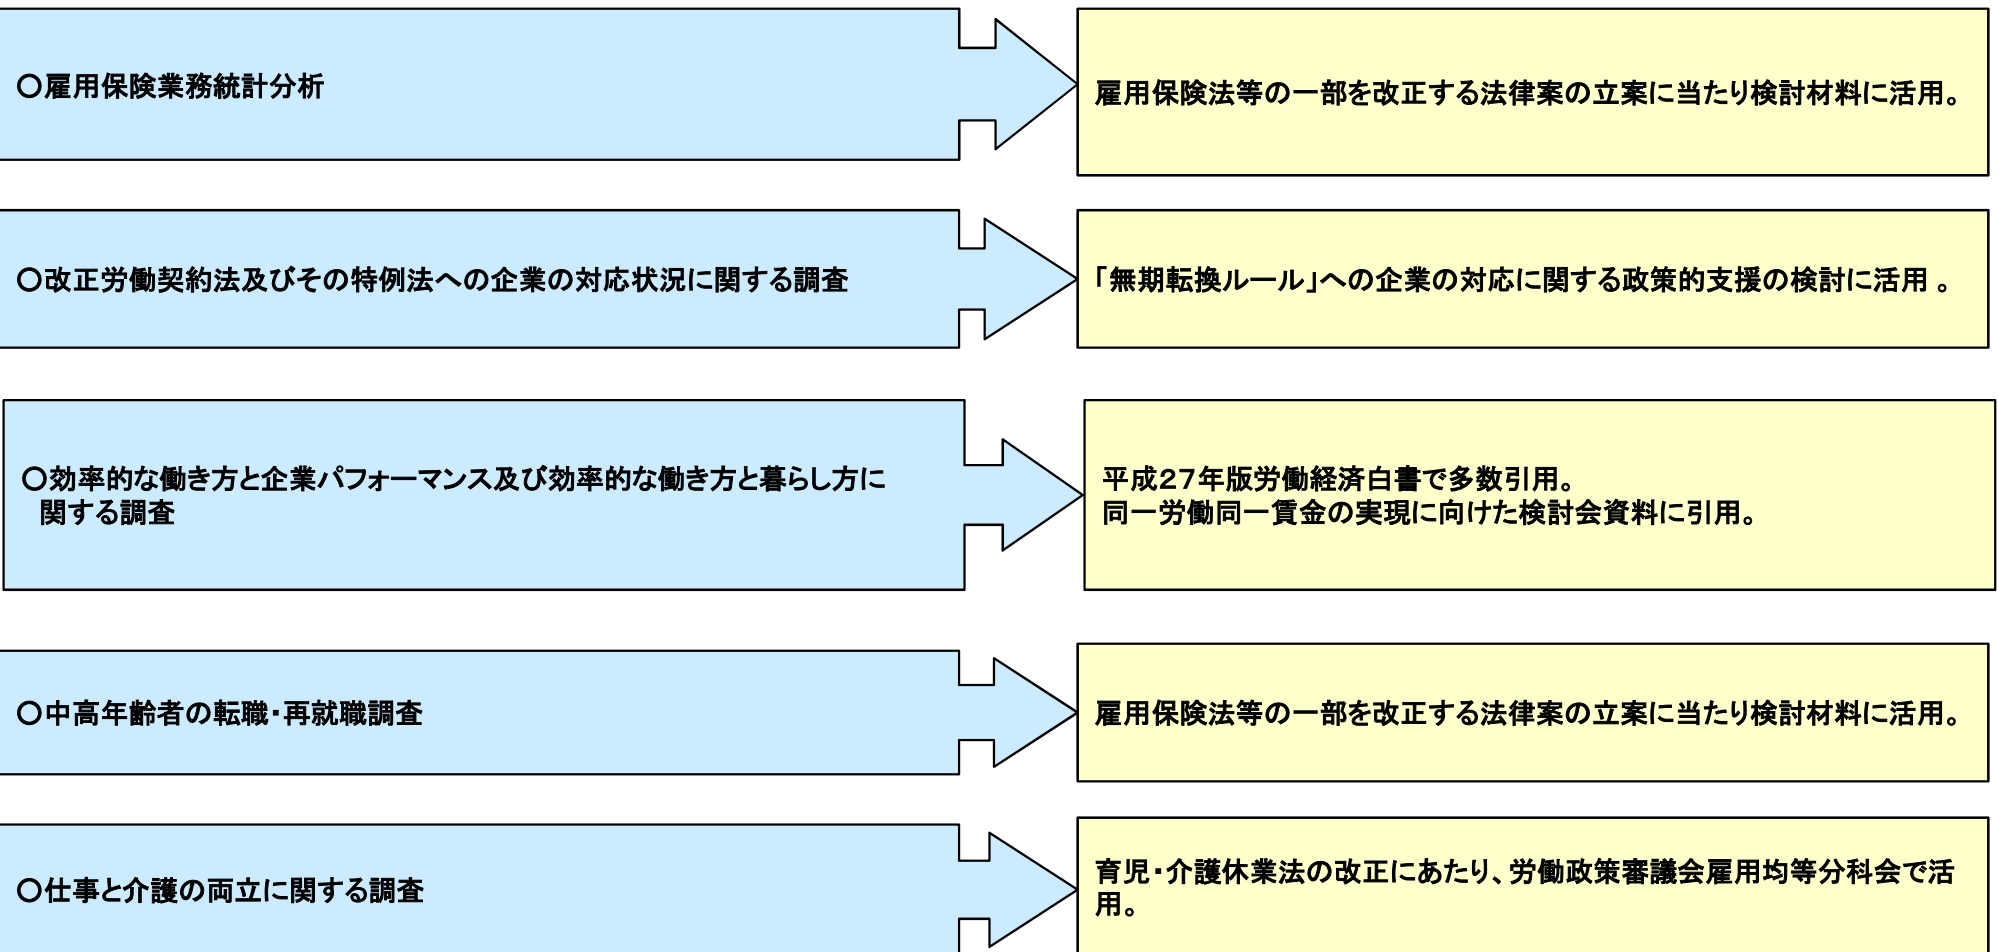 〇雇用保険業務統計分析
雇用保険法等の一部を改正する法律案の立案に当たり検討材料に活用。
〇改正労働契約法及びその特例法への企業の対応状況に関する調査
「無期転換ルール」への企業の対応に関する政策的支援の検討に活用 。
〇効率的な働き方と企業パフォーマンス及び効率的な働き方と暮らし方に
関する調査
平成27年版労働経済白書で多数引用。
同一労働同一賃金の実現に向けた検討会資料に引用。
〇中高年齢者の転職・再就職調査
雇用保険法等の一部を改正する法律案の立案に当たり検討材料に活用。
〇仕事と介護の両立に関する調査
育児・介護休業法の改正にあたり、労働政策審議会雇用均等分科会で活
用。